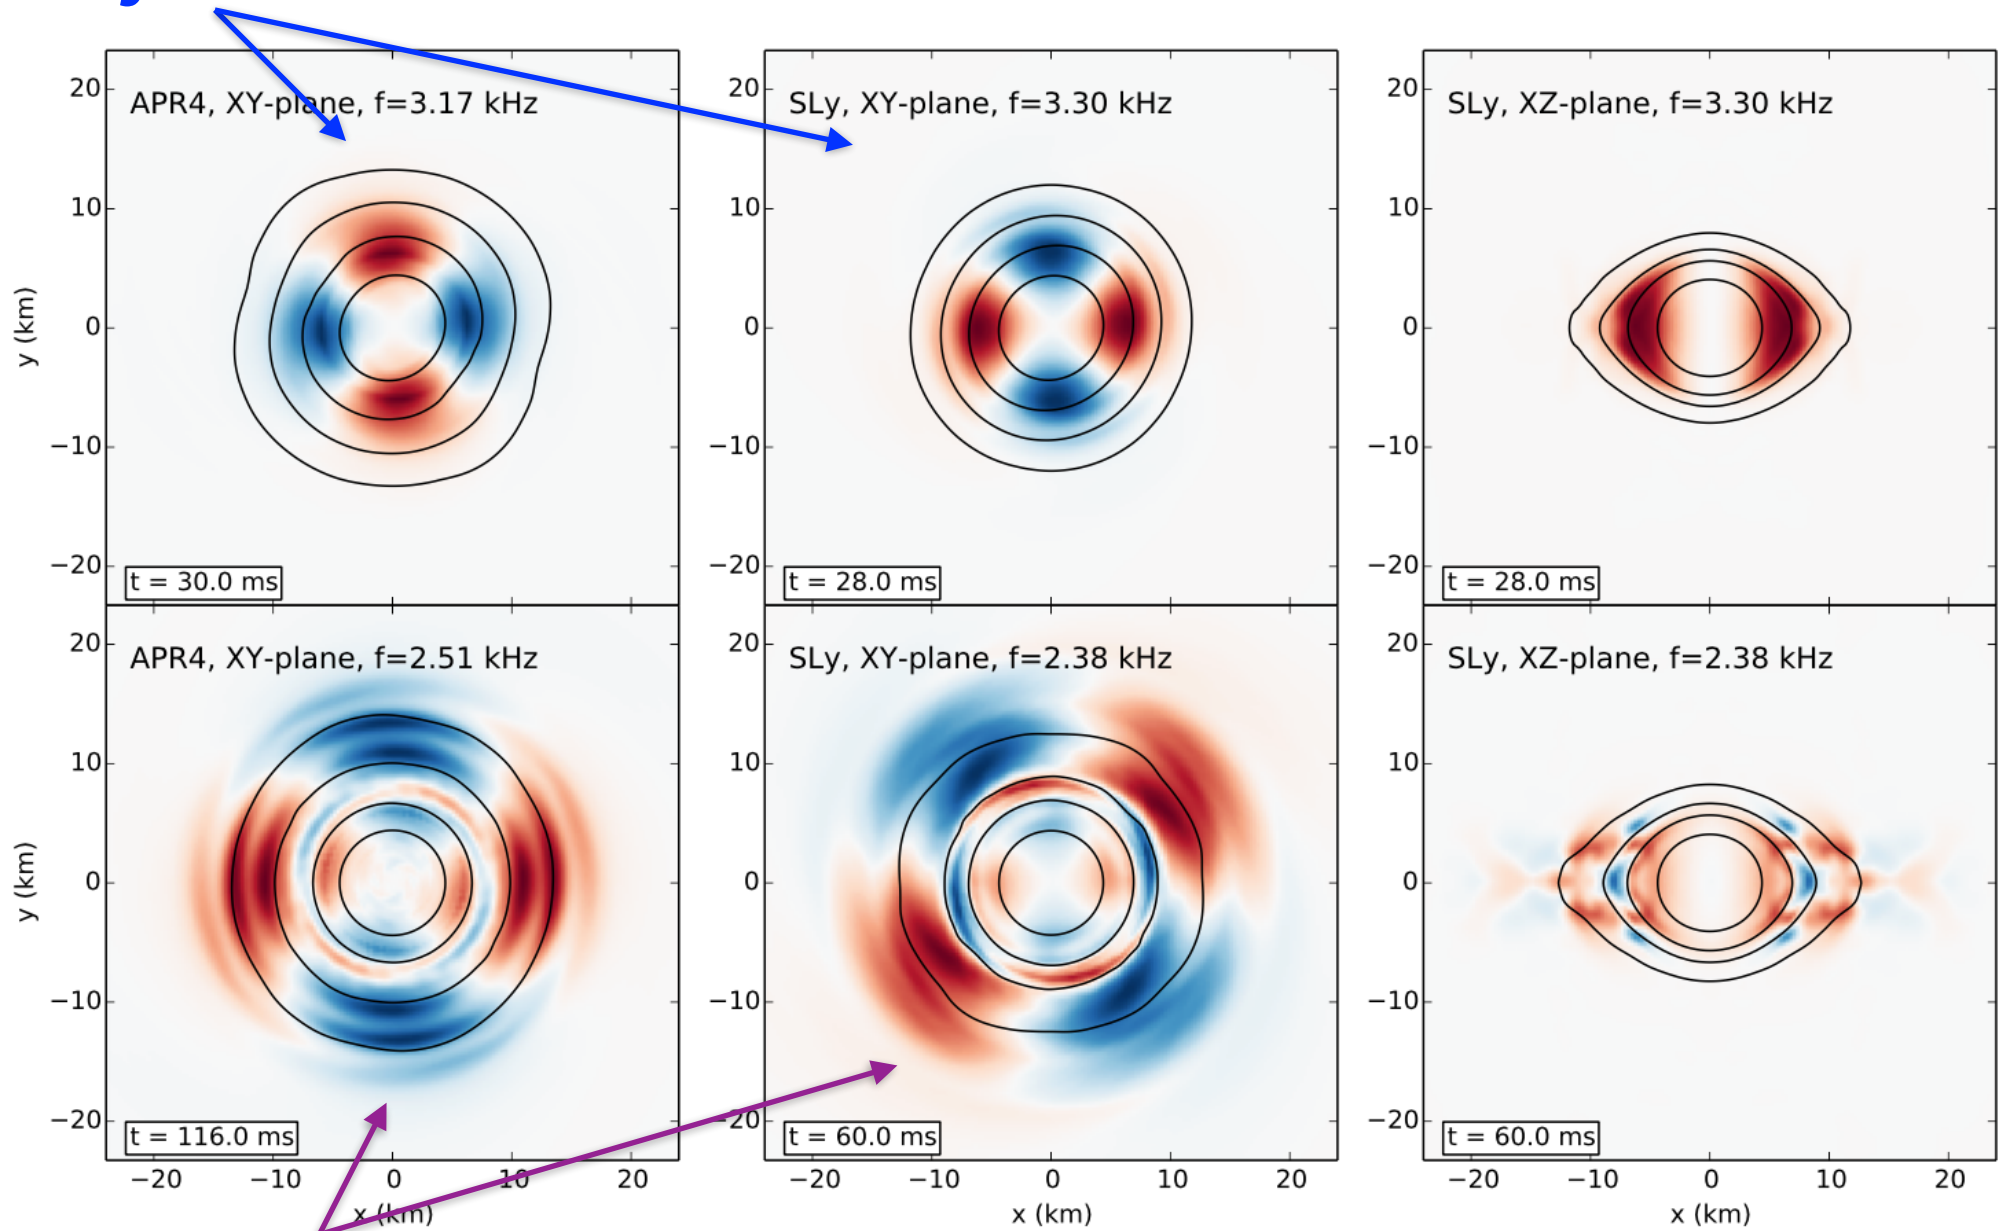 APR4, XY-plane, f=3.17 kHz
SLy, XY-plane, f=3.30 kHz
SLy, XZ-plane, f=3.30 kHz
20
10
0
−10
−20
y (km)
20
10
0
−10
−20
20
10
0
−10
−20
t = 30.0 ms
t = 28.0 ms
t = 28.0 ms
APR4, XY-plane, f=2.51 kHz
SLy, XY-plane, f=2.38 kHz
SLy, XZ-plane, f=2.38 kHz
20
10
0
−10
−20
y (km)
20
10
0
−10
−20
20
10
0
−10
−20
t = 116.0 ms
t = 60.0 ms
t = 60.0 ms
−20 −10 0 10 20
−20 −10 0 10 20
−20 −10 0 10 20
x (km)
x (km)
x (km)